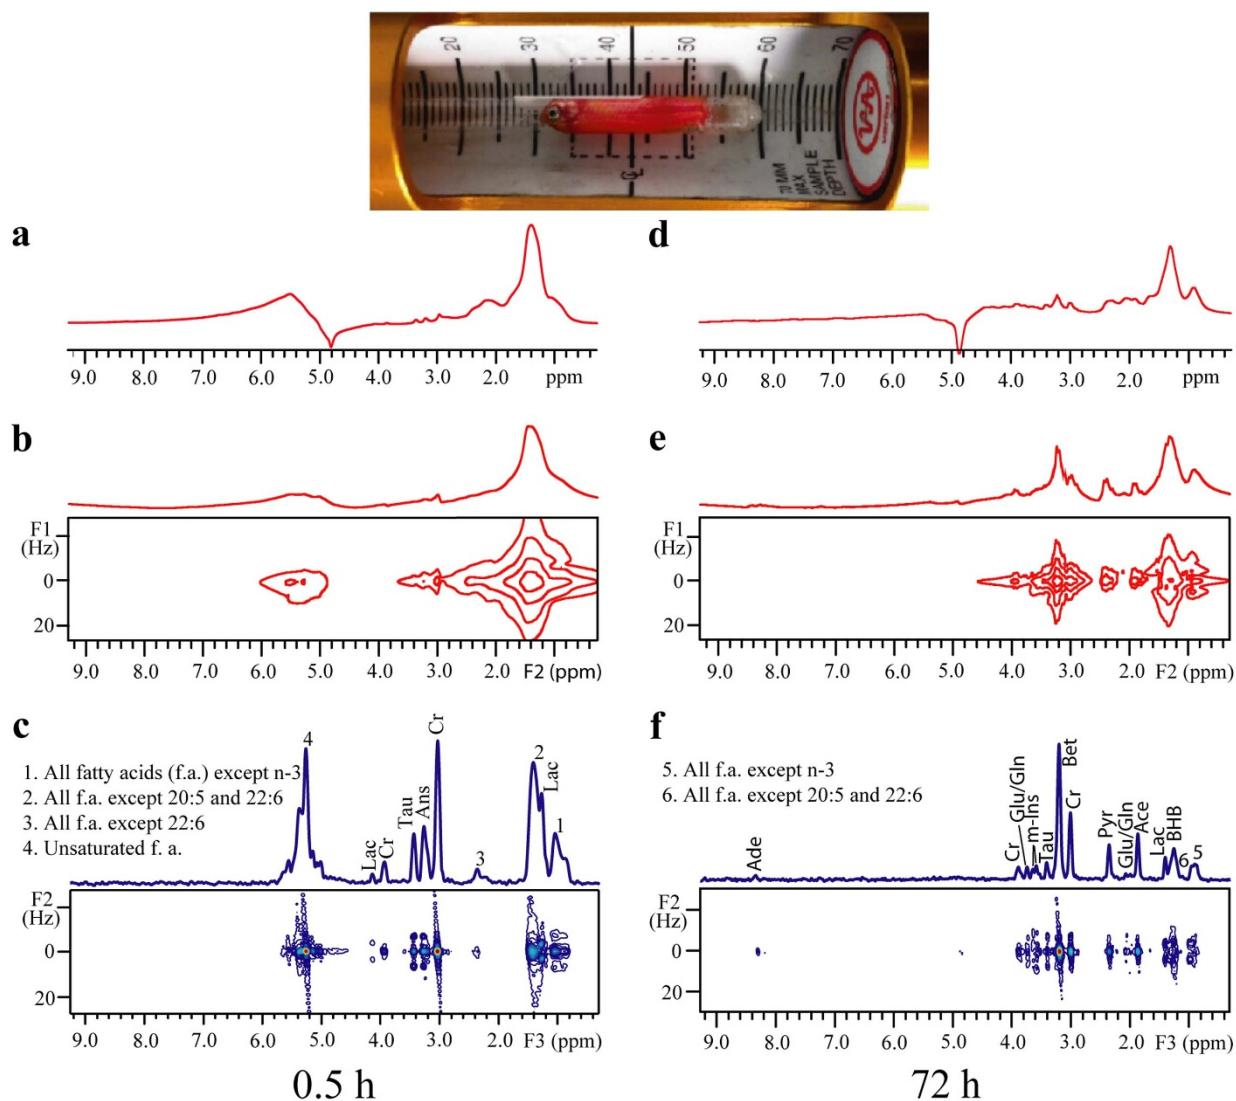 20 30 40 50 60 70
70 MM
MAX
SAMPLE
DEPTH
varian
a
9.0 8.0 7.0 6.0 5.0 4.0 3.0 2.0 ppm
d
9.0 8.0 7.0 6.0 5.0 4.0 3.0 2.0 ppm
b
F1
(Hz)
0
20
9.0 8.0 7.0 6.0 5.0 4.0 3.0 2.0 F2 (ppm)
e
F1
(Hz)
0
20
9.0 8.0 7.0 6.0 5.0 4.0 3.0 2.0 F2 (ppm)
c
1. All fatty acids (f.a.) except n-3
2. All f.a. except 20:5 and 22:6
3. All f.a. except 22:6
4. Unsaturated f. a.
4 Lac Cr Tau Ans Cr 3 2 Lac 1
F2
(Hz)
0
20
9.0 8.0 7.0 6.0 5.0 4.0 3.0 2.0 F3 (ppm)
0.5 h
f
5. All f.a. except n-3
6. All f.a. except 20:5 and 22:6
Ade Cr Glu/Gln m-Ins Tau Bet Cr Pyr Glu/Gln Ace Lac BHB 6 5
F2
(Hz)
0
20
9.0 8.0 7.0 6.0 5.0 4.0 3.0 2.0 F3 (ppm)
72 h